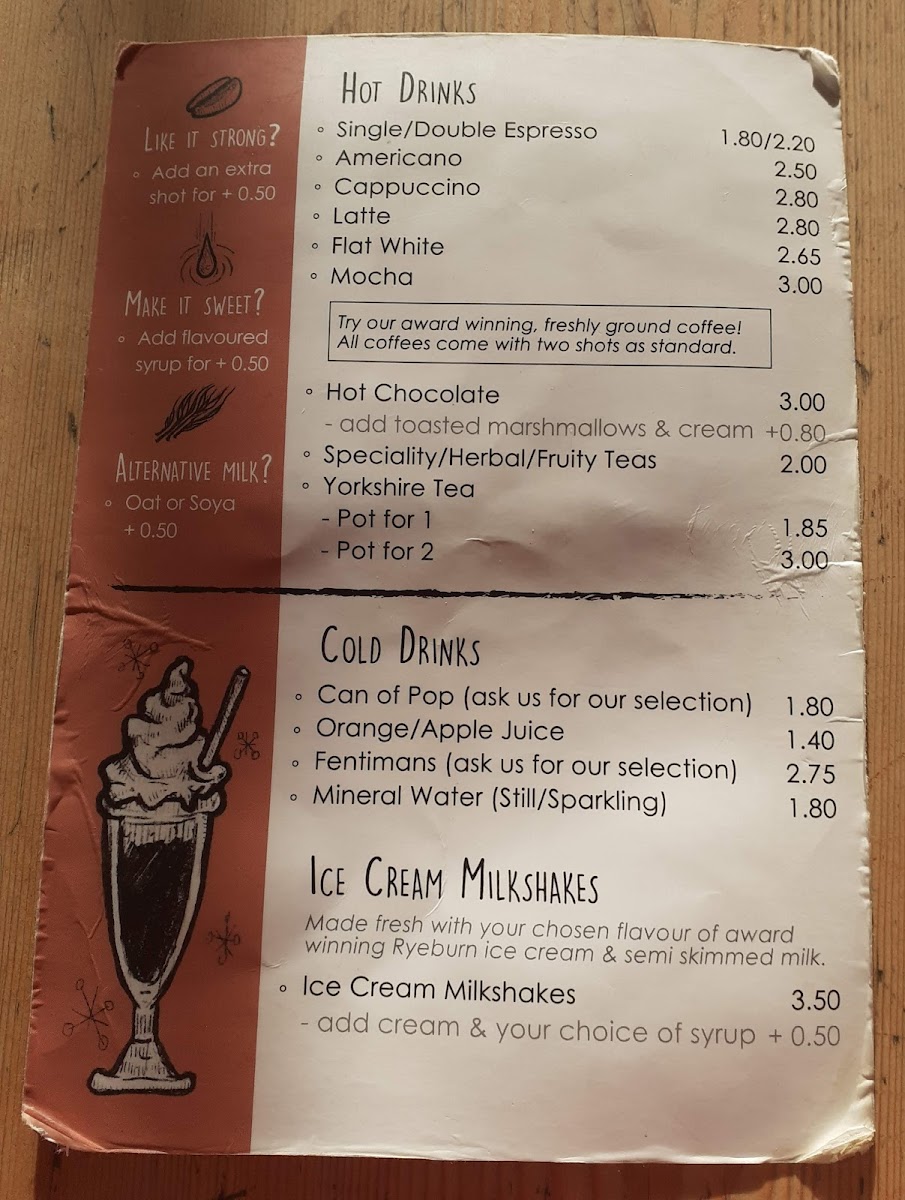 LIKE IT STRONG?
◦ Add an extra
shot for + 0.50
MAKE IT SWEET?
◦ Add flavoured
syrup for + 0.50
ALTERNATIVE MILK?
◦ Oat or Soya
+ 0.50
HOT DRINKS
◦ Single/Double Espresso 1.80/2.20
◦ Americano 2.50
◦ Cappuccino 2.80
◦ Latte 2.80
◦ Flat White 2.65
◦ Mocha 3.00
Try our award winning, freshly ground coffee!
All coffees come with two shots as standard.
◦ Hot Chocolate 3.00
- add toasted marshmallows & cream +0.80
◦ Speciality/Herbal/Fruity Teas 2.00
◦ Yorkshire Tea
- Pot for 1 1.85
- Pot for 2 3.00
COLD DRINKS
◦ Can of Pop (ask us for our selection) 1.80
◦ Orange/Apple Juice 1.40
◦ Fentimans (ask us for our selection) 2.75
◦ Mineral Water (Still/Sparkling) 1.80
ICE CREAM MILKSHAKES
Made fresh with your chosen flavour of award
winning Ryeburn ice cream & semi skimmed milk.
◦ Ice Cream Milkshakes 3.50
- add cream & your choice of syrup + 0.50